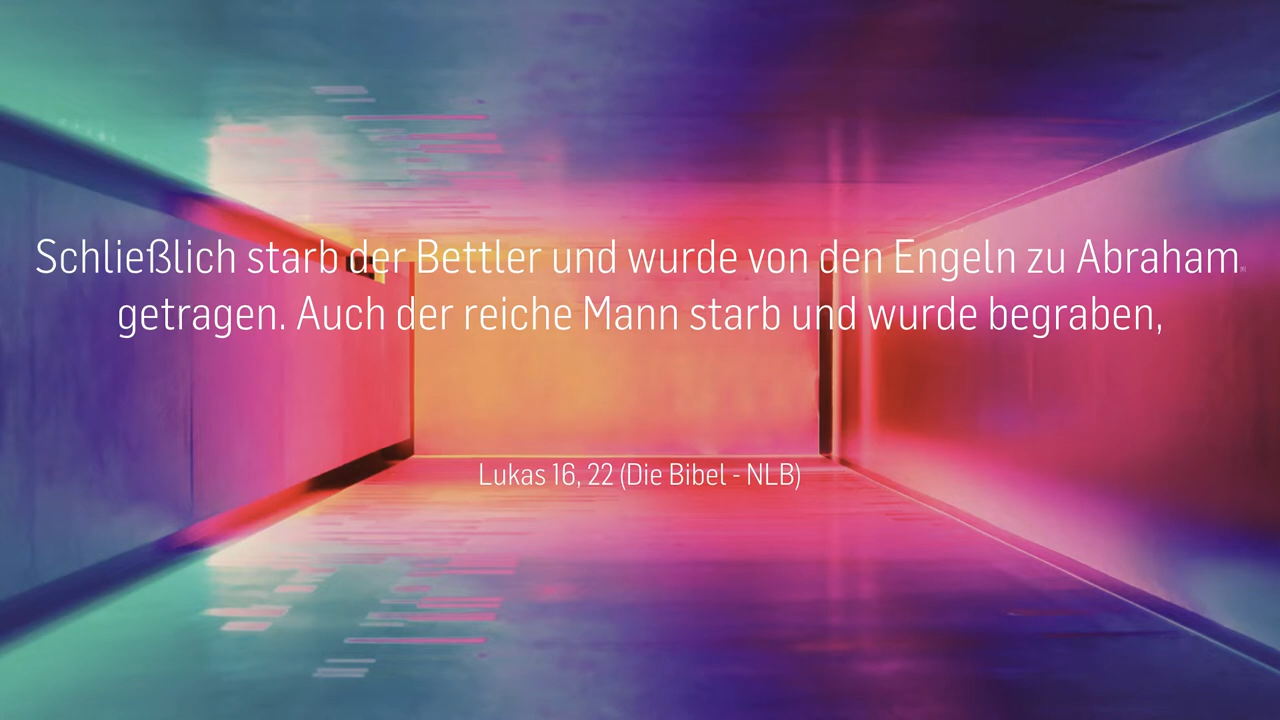 Schließlich starb der Bettler und wurde von den Engeln zu Abraham
getragen. Auch der reiche Mann starb und wurde begraben,
Lukas 16, 22 (Die Bibel - NLB)